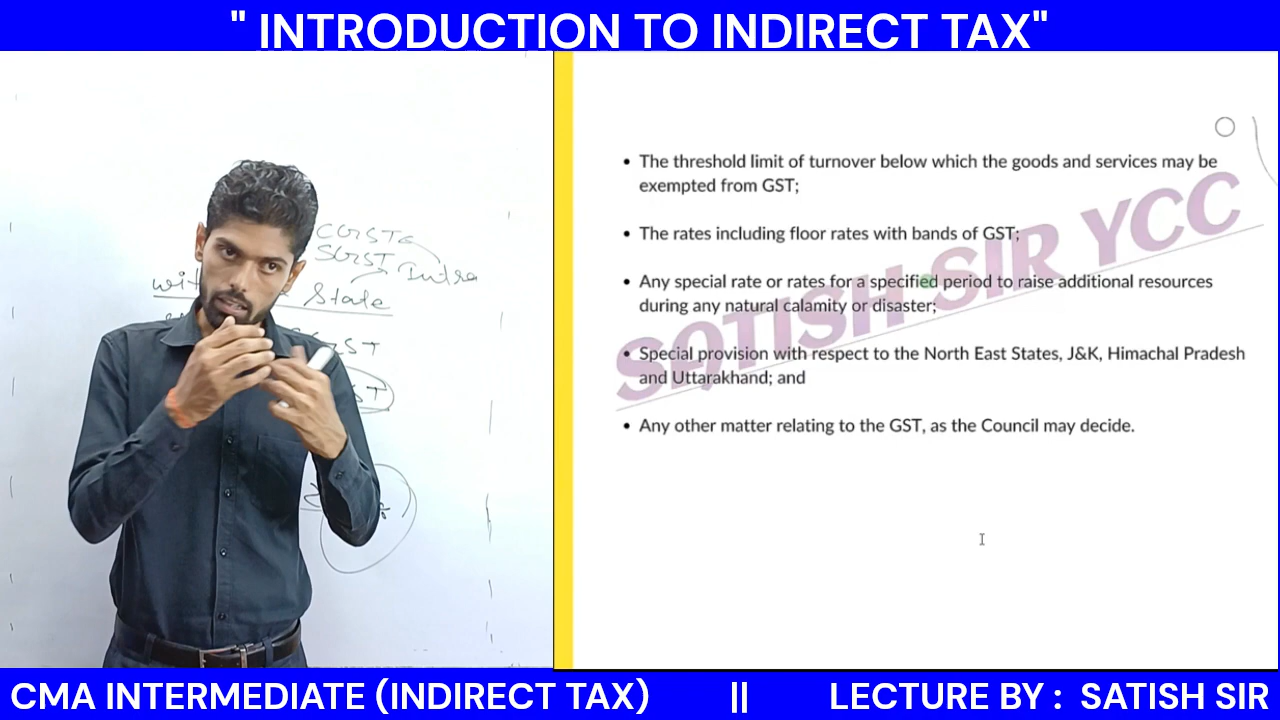 " INTRODUCTION TO INDIRECT TAX"
CGST
SGST
Intra
State
• The threshold limit of turnover below which the goods and services may be
exempted from GST;
• The rates including floor rates with bands of GST;
• Any special rate or rates for a specified period to raise additional resources
during any natural calamity or disaster;
• Special provision with respect to the North East States, J&K, Himachal Pradesh
and Uttarakhand; and
• Any other matter relating to the GST, as the Council may decide.
SATISH SIR YCC
CMA INTERMEDIATE (INDIRECT TAX) || LECTURE BY : SATISH SIR